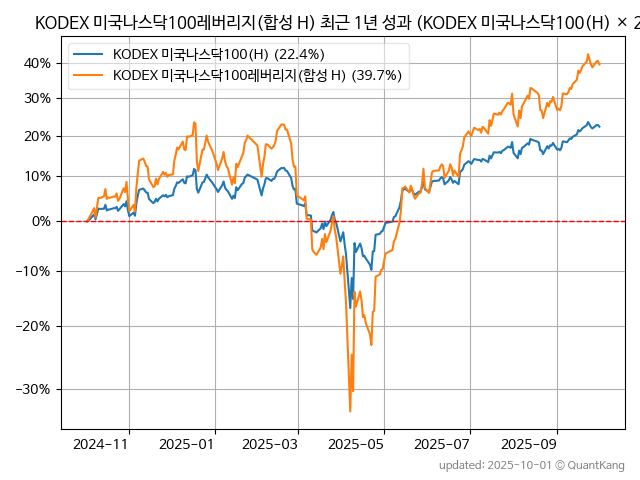 KODEX 미국나스닥100레버리지(합성 H) 최근 1년 성과 (KODEX 미국나스닥100(H) × 2
KODEX 미국나스닥100(H) (22.4%)
KODEX 미국나스닥100레버리지(합성 H) (39.7%)
40%
30%
20%
10%
0%
−10%
−20%
−30%
2024-11 2025-01 2025-03 2025-05 2025-07 2025-09
updated: 2025-10-01 © QuantKang